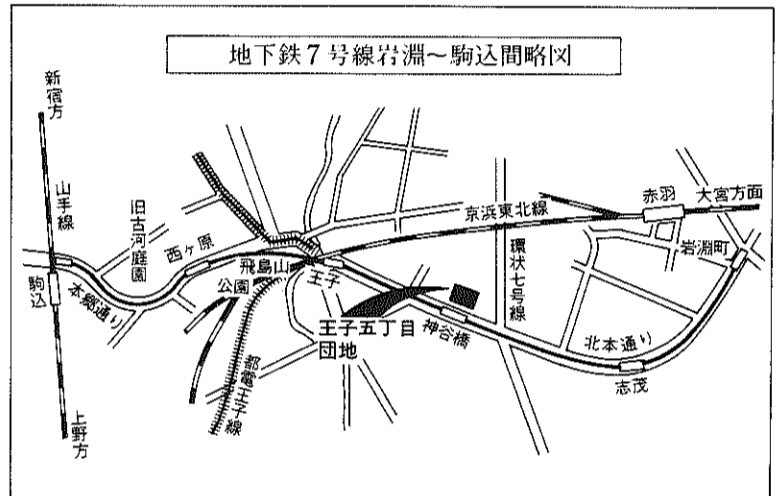 地下鉄7号線岩淵～駒込間略図
新宿方
山手線
駒込
上野方
本郷通り
旧古河庭園
西ヶ原
飛鳥山
公園
王子
都電王子線
王子五丁目
団地
神谷橋
京浜東北線
環状七号線
北本通り
志茂
岩淵町
赤羽
大宮方面